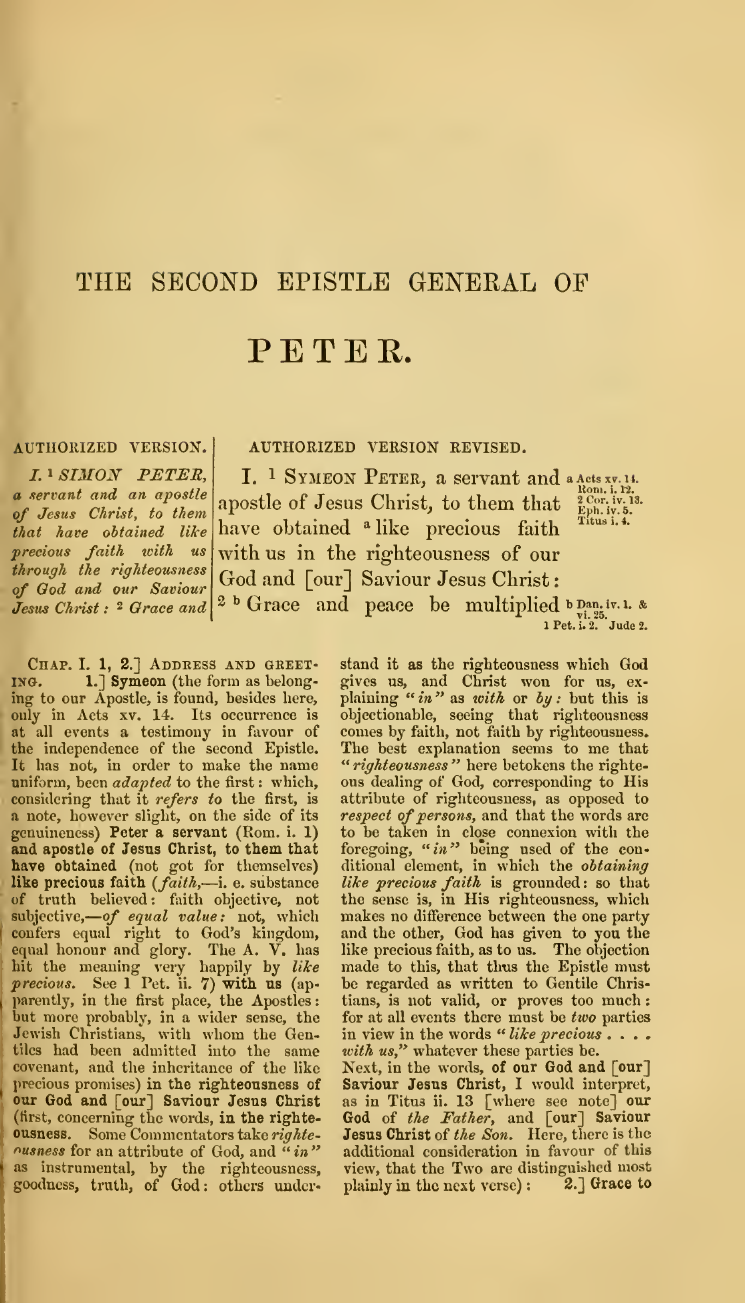 THE SECOND EPISTLE GENERAL OF
PETER.
AUTHORIZED VERSION.
I. 1 SIMON PETER,
a servant and an apostle
of Jesus Christ, to them
that have obtained like
precious faith with us
through the righteousness
of God and our Saviour
Jesus Christ: 2 Grace and
AUTHORIZED VERSION REVISED.
I. 1 SYMEON PETER, a servant and
apostle of Jesus Christ, to them that
have obtained a like precious faith
with us in the righteousness of our
God and [our] Saviour Jesus Christ:
2 b Grace and peace be multiplied
a Acts xv. 14.
Rom. i. 12.
2 Cor. iv. 13.
Eph. iv. 5.
Titus i. 4.
b Dan. iv. 1. &
vi. 25.
1 Pet. i. 2. Jude 2.
CHAP. I. 1, 2.] ADDRESS AND GREET-
ING. 1.] Symeon (the form as belong-
ing to our Apostle, is found, besides here,
only in Acts xv. 14. Its occurrence is
at all events a testimony in favour of
the independence of the second Epistle.
It has not, in order to make the name
uniform, been adapted to the first: which,
considering that it refers to the first, is
a note, however slight, on the side of its
genuineness) Peter a servant (Rom. i. 1)
and apostle of Jesus Christ, to them that
have obtained (not got for themselves)
like precious faith (faith,—i. e. substance
of truth believed: faith objective, not
subjective,—of equal value: not, which
confers equal right to God's kingdom,
equal honour and glory. The A. V. has
hit the meaning very happily by like
precious. See 1 Pet. ii. 7) with us (ap-
parently, in the first place, the Apostles:
but more probably, in a wider sense, the
Jewish Christians, with whom the Gen-
tiles had been admitted into the same
covenant, and the inheritance of the like
precious promises) in the righteousness of
our God and [our] Saviour Jesus Christ
(first, concerning the words, in the righte-
ousness. Some Commentators take righte-
ousness for an attribute of God, and "in"
as instrumental, by the righteousness,
goodness, truth, of God: others under-
stand it as the righteousness which God
gives us, and Christ won for us, ex-
plaining "in" as with or by: but this is
objectionable, seeing that righteousness
comes by faith, not faith by righteousness.
The best explanation seems to me that
"righteousness" here betokens the righte-
ous dealing of God, corresponding to His
attribute of righteousness, as opposed to
respect of persons, and that the words are
to be taken in close connexion with the
foregoing, "in" being used of the con-
ditional element, in which the obtaining
like precious faith is grounded: so that
the sense is, in His righteousness, which
makes no difference between the one party
and the other, God has given to you the
like precious faith, as to us. The objection
made to this, that thus the Epistle must
be regarded as written to Gentile Chris-
tians, is not valid, or proves too much:
for at all events there must be two parties
in view in the words "like precious . . . .
with us," whatever these parties be.
Next, in the words, of our God and [our]
Saviour Jesus Christ, I would interpret,
as in Titus ii. 13 [where see note] our
God of the Father, and [our] Saviour
Jesus Christ of the Son. Here, there is the
additional consideration in favour of this
view, that the Two are distinguished most
plainly in the next verse): 2.] Grace to